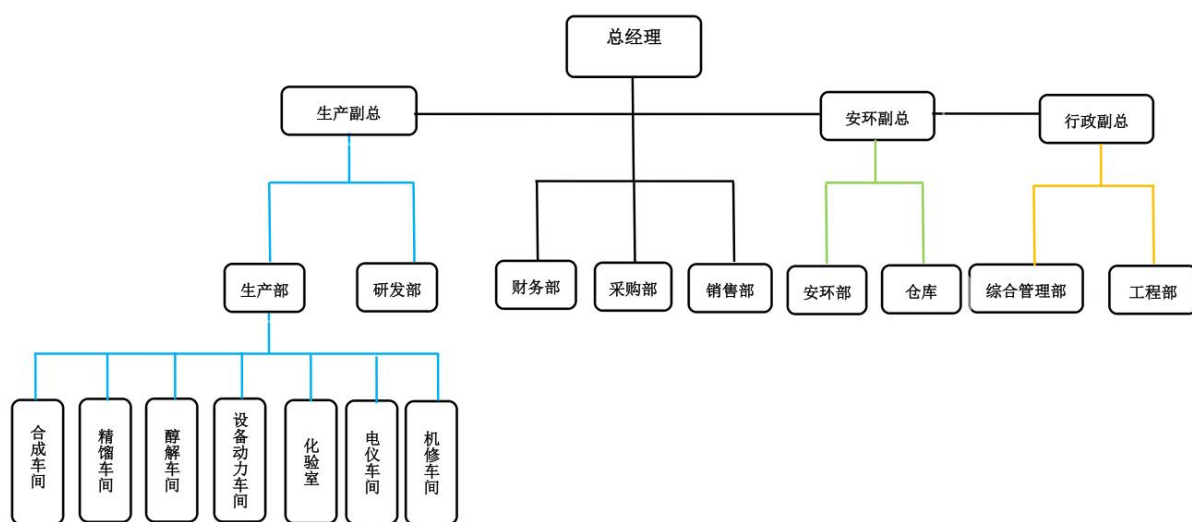 总经理
生产副总
安环副总
行政副总
生产部
研发部
财务部
采购部
销售部
安环部
仓库
综合管理部
工程部
合成车间
精馏车间
醇解车间
设备动力车间
化验室
电仪车间
机修车间